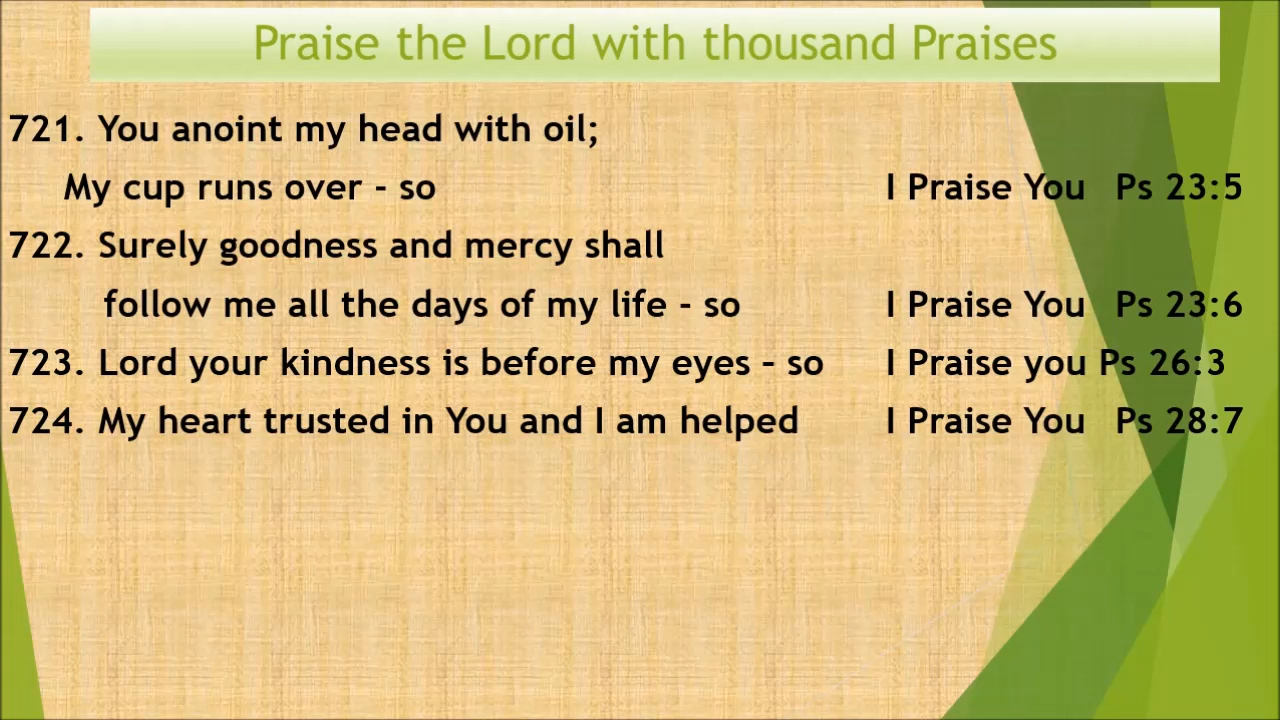 Praise the Lord with thousand Praises
721. You anoint my head with oil;
My cup runs over – so I Praise You Ps 23:5
722. Surely goodness and mercy shall
follow me all the days of my life – so I Praise You Ps 23:6
723. Lord your kindness is before my eyes – so I Praise you Ps 26:3
724. My heart trusted in You and I am helped I Praise You Ps 28:7